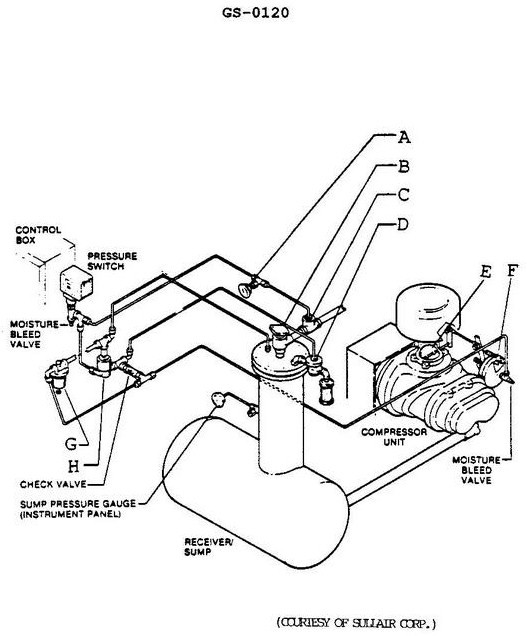 GS-0120
A
B
C
D
CONTROL
BOX
PRESSURE
SWITCH
E
F
MOISTURE
BLEED
VALVE
G
H
COMPRESSOR
UNIT
CHECK VALVE
MOISTURE
BLEED
VALVE
SUMP PRESSURE GAUGE
(INSTRUMENT PANEL)
RECEIVER/
SUMP
(COURTESY OF SULLAIR CORP.)